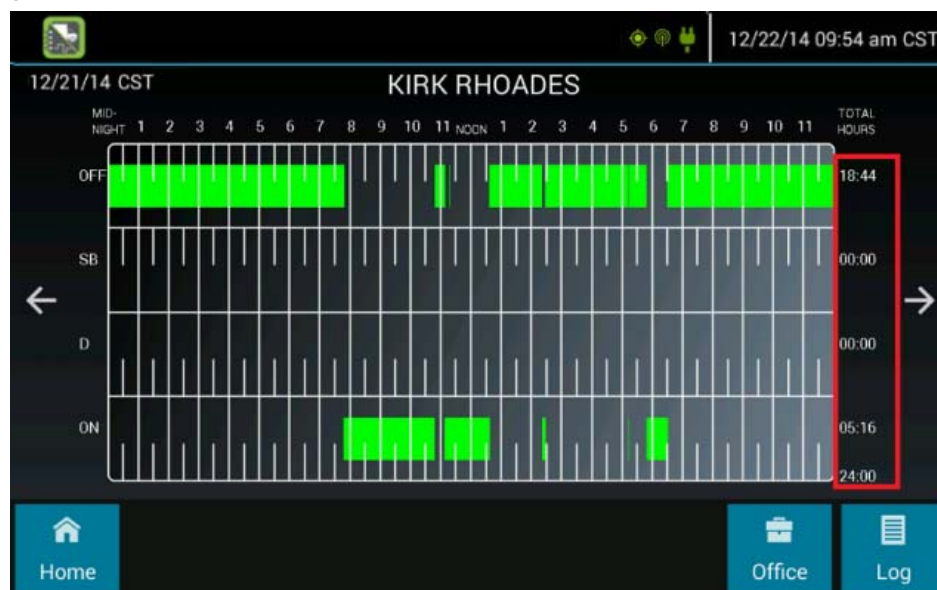 12/22/14 09:54 am CST
12/21/14 CST
KIRK RHOADES
MID-
NIGHT 1 2 3 4 5 6 7 8 9 10 11 NOON 1 2 3 4 5 6 7 8 9 10 11
TOTAL
HOURS
OFF 18:44
SB 00:00
D 00:00
ON 05:16
24:00
Home Office Log